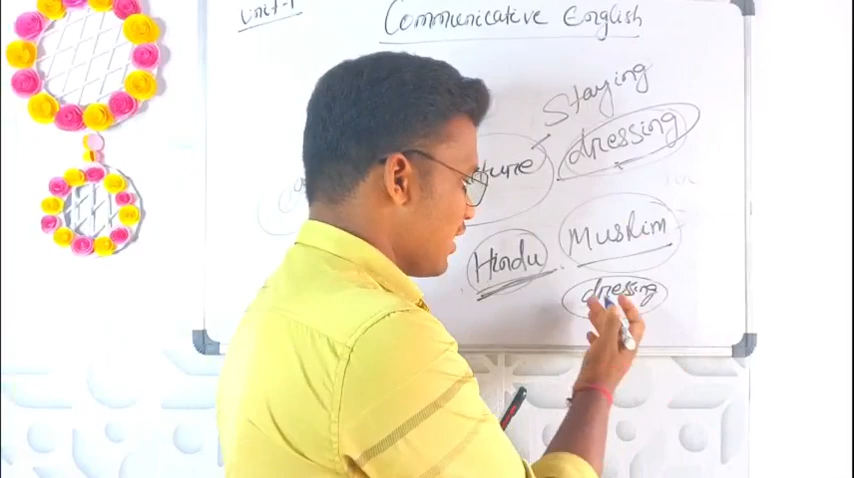 Unit-1
Communicative English
Staying
dressing
Hindu
Muslim
dressing